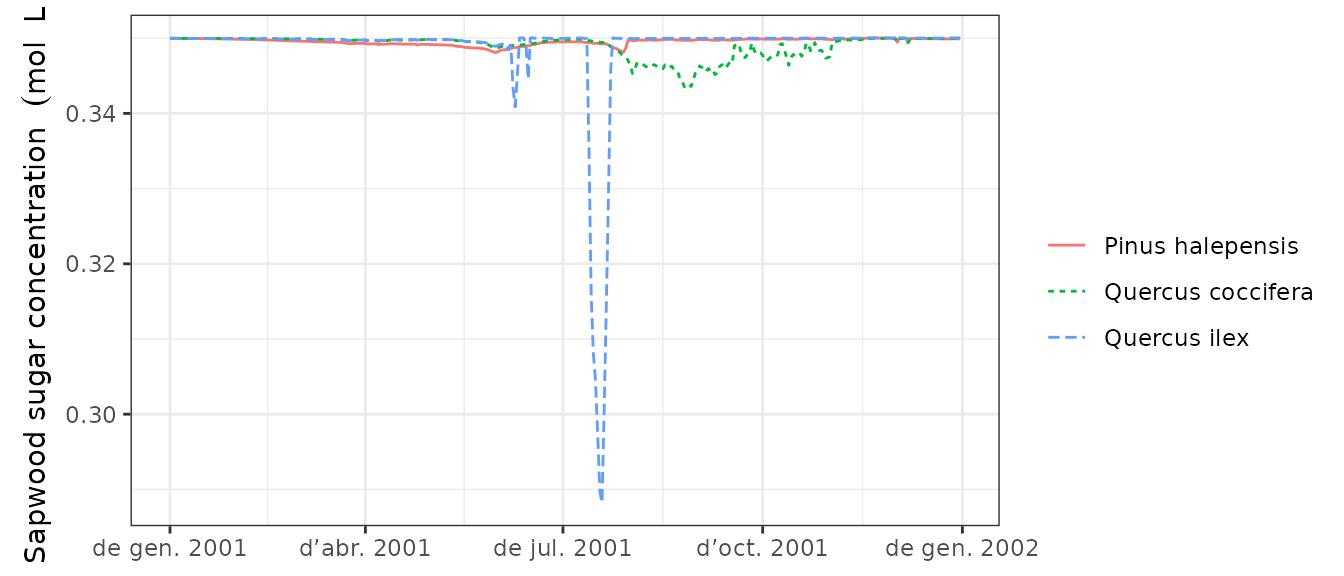 Sapwood sugar concentration (mol L
0.34
0.32
0.30
de gen. 2001
d’abr. 2001
de jul. 2001
d’oct. 2001
de gen. 2002
Pinus halepensis
Quercus coccifera
Quercus ilex